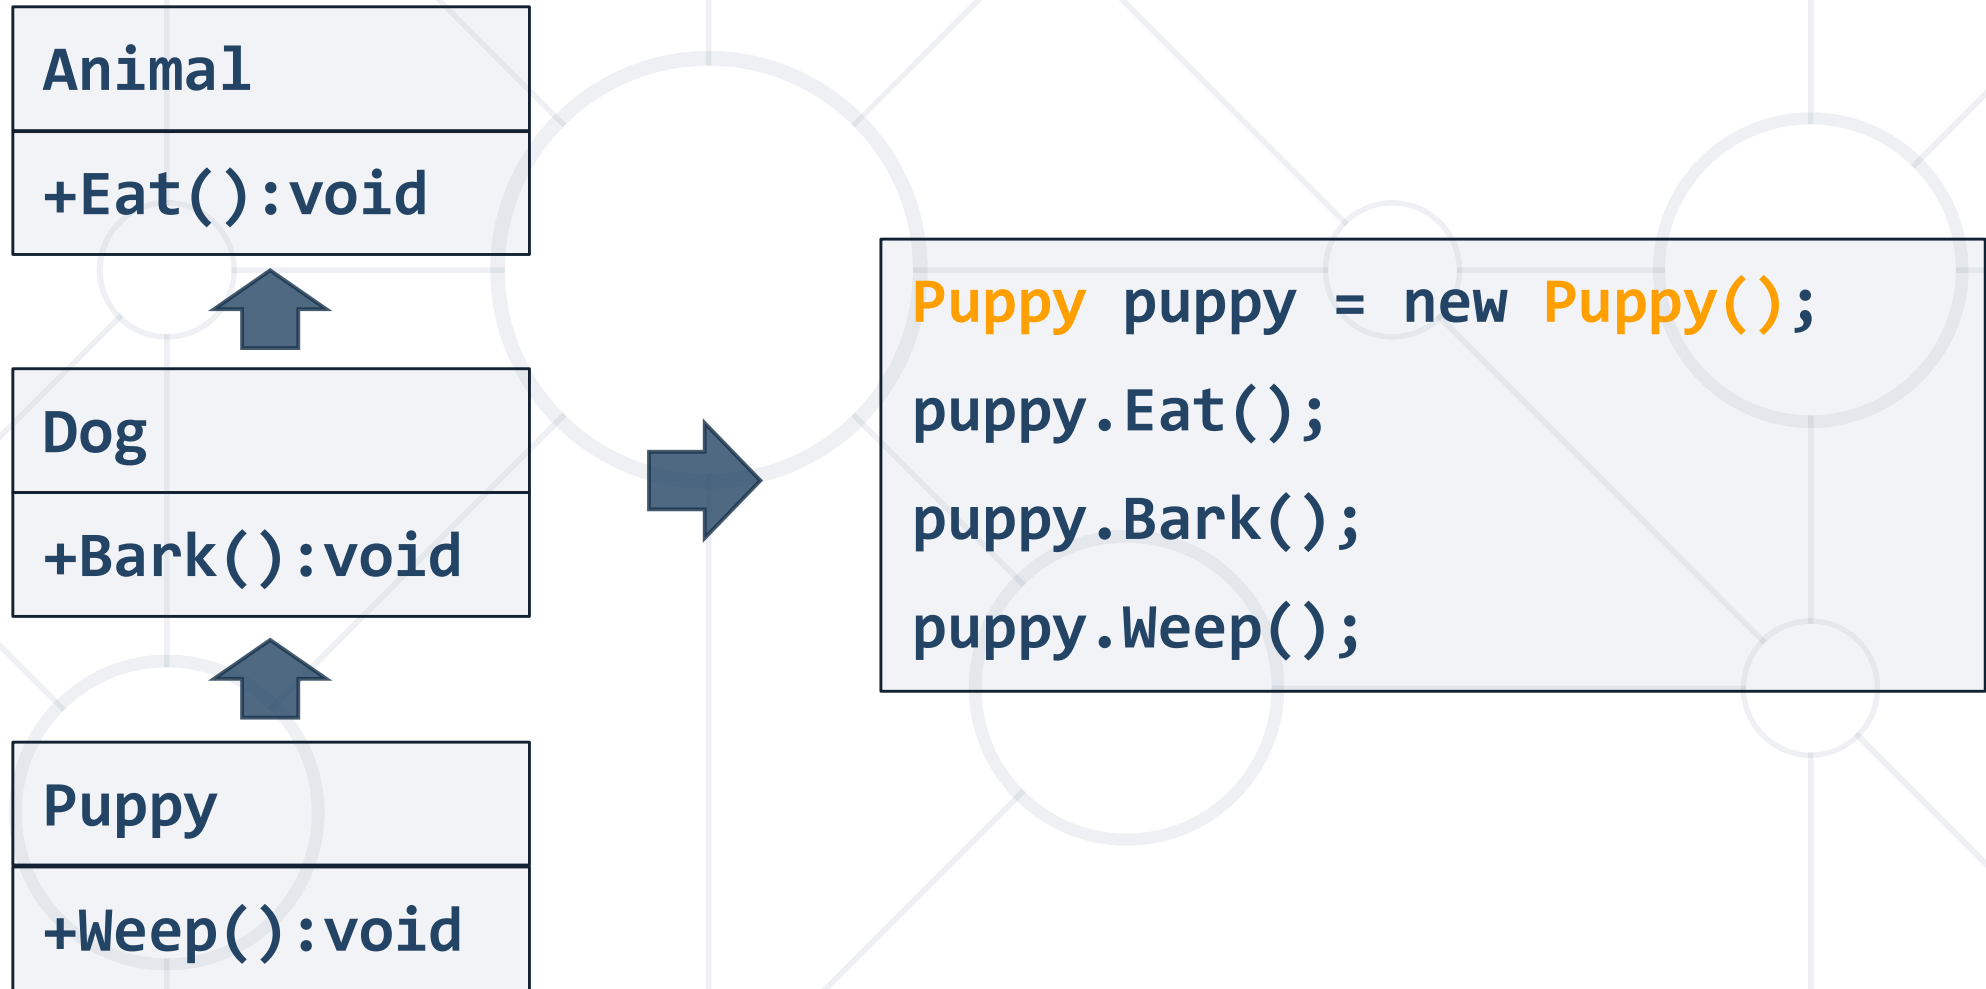 Animal
+Eat():void
Dog
+Bark():void
Puppy
+Weep():void
Puppy puppy = new Puppy();
puppy.Eat();
puppy.Bark();
puppy.Weep();